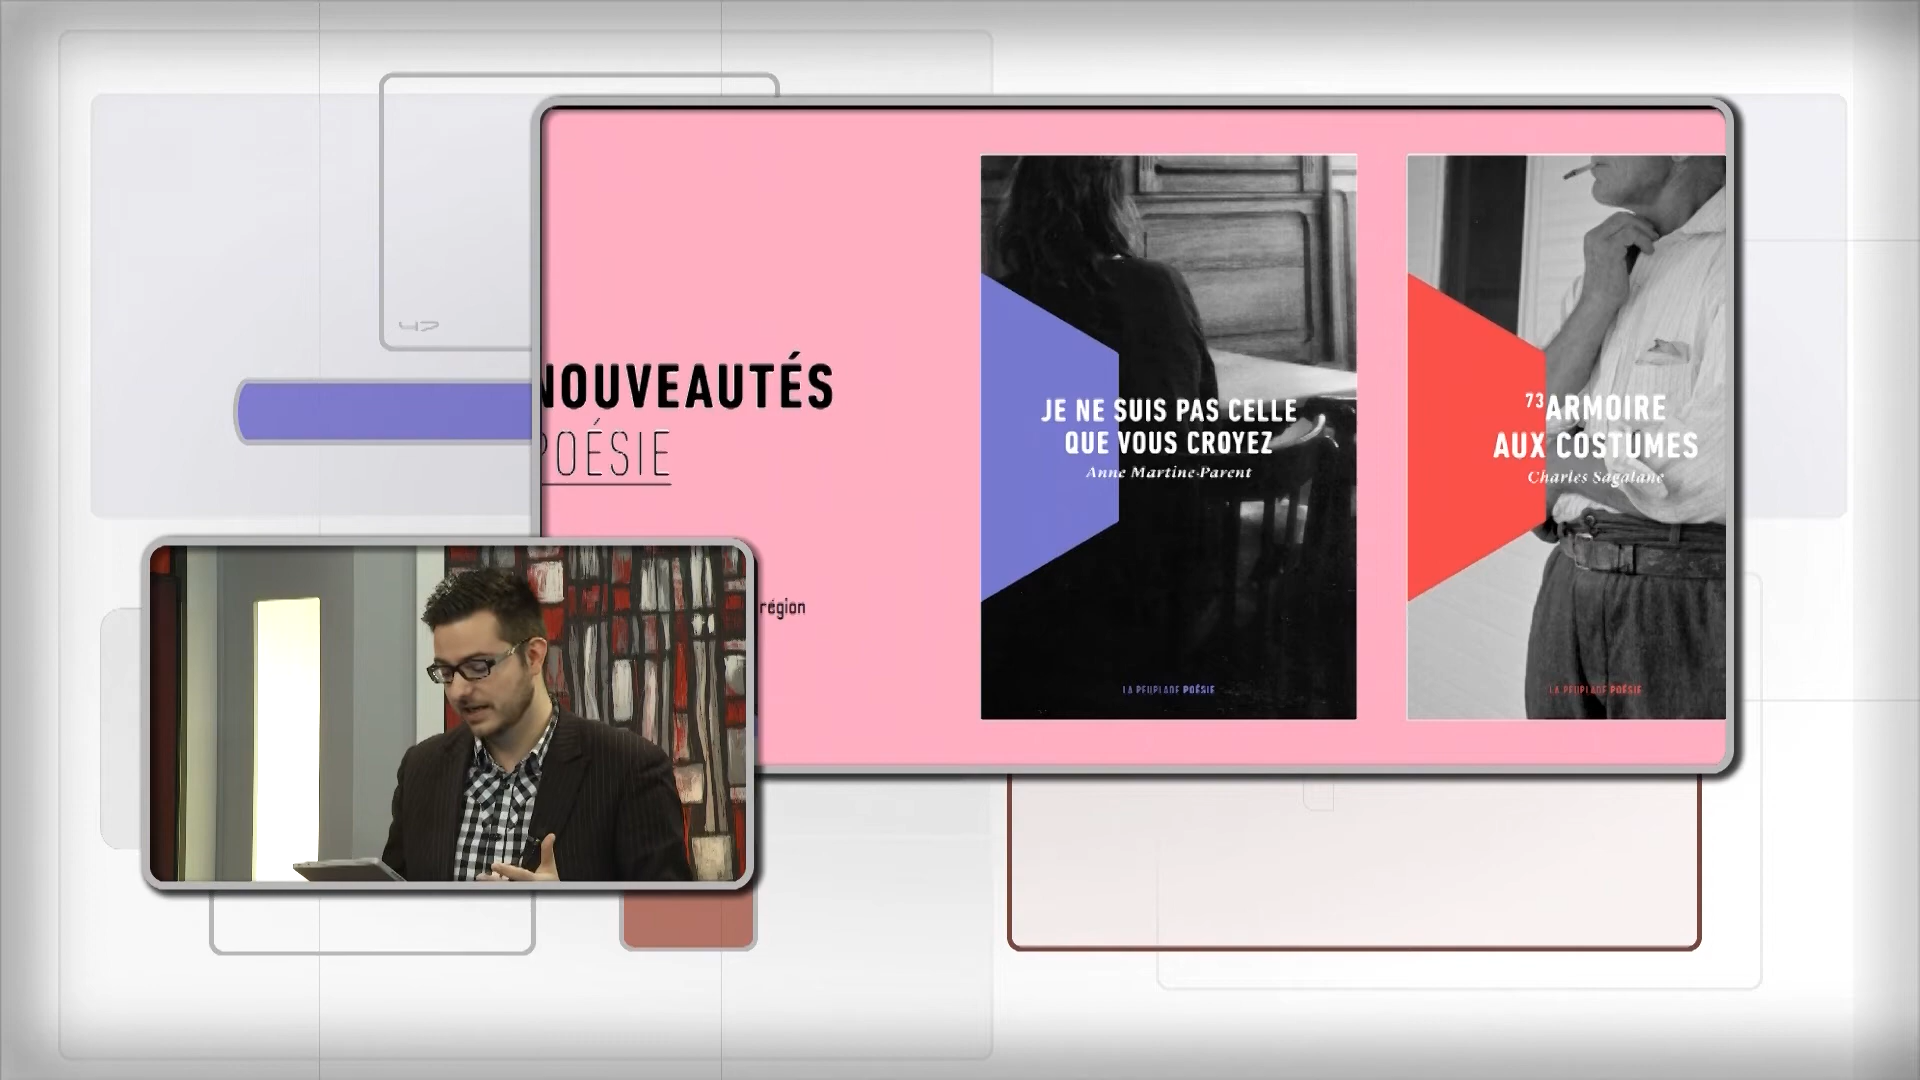 47
NOUVEAUTÉS
POÉSIE
région
JE NE SUIS PAS CELLE
QUE VOUS CROYEZ
Anne Martine-Parent
LA PEUPLADE POÉSIE
73
ARMOIRE
AUX COSTUMES
Charles Sagalane
LA PEUPLADE POÉSIE